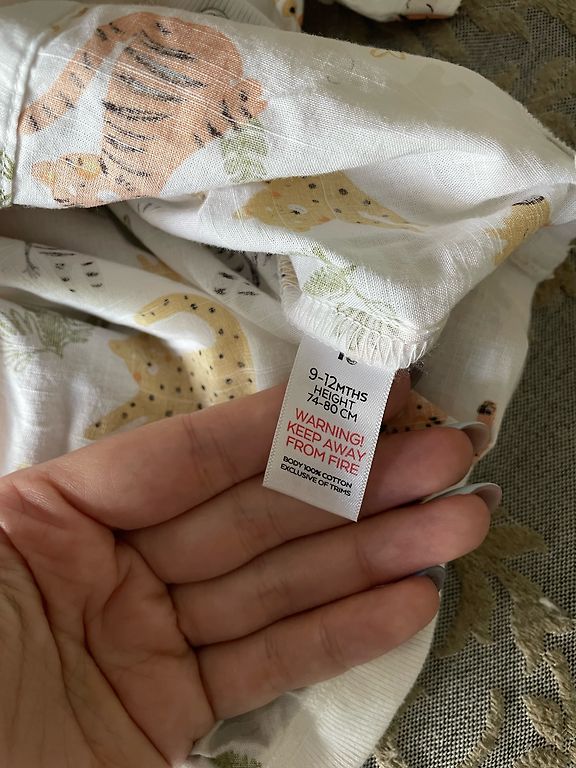 9-12MTHS
HEIGHT
74-80 CM
WARNING!
KEEP AWAY
FROM FIRE
BODY 100% COTTON
EXCLUSIVE OF TRIMS